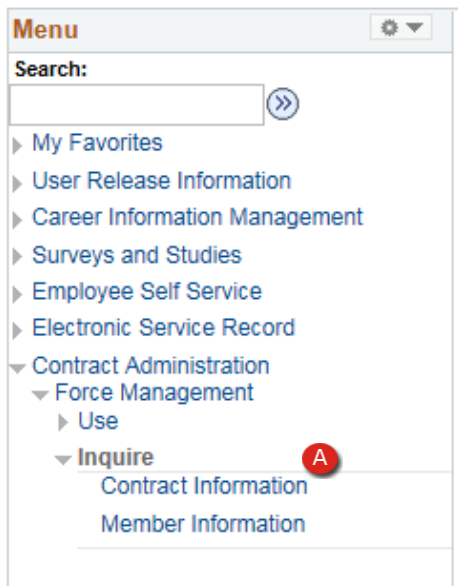 Menu
Search:
My Favorites
User Release Information
Career Information Management
Surveys and Studies
Employee Self Service
Electronic Service Record
Contract Administration
Force Management
Use
Inquire A
Contract Information
Member Information